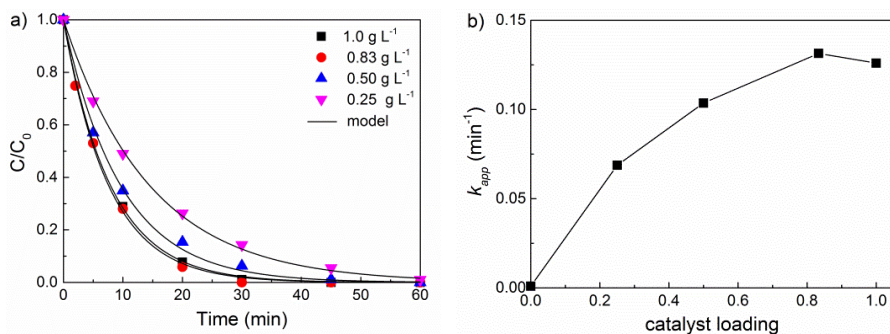 a)
1.0 g L⁻¹
0.83 g L⁻¹
0.50 g L⁻¹
0.25 g L⁻¹
model
C/C₀
1.0
0.8
0.6
0.4
0.2
0.0
0 10 20 30 40 50 60
Time (min)
b)
k_app (min⁻¹)
0.15
0.10
0.05
0.00
0.0 0.2 0.4 0.6 0.8 1.0
catalyst loading